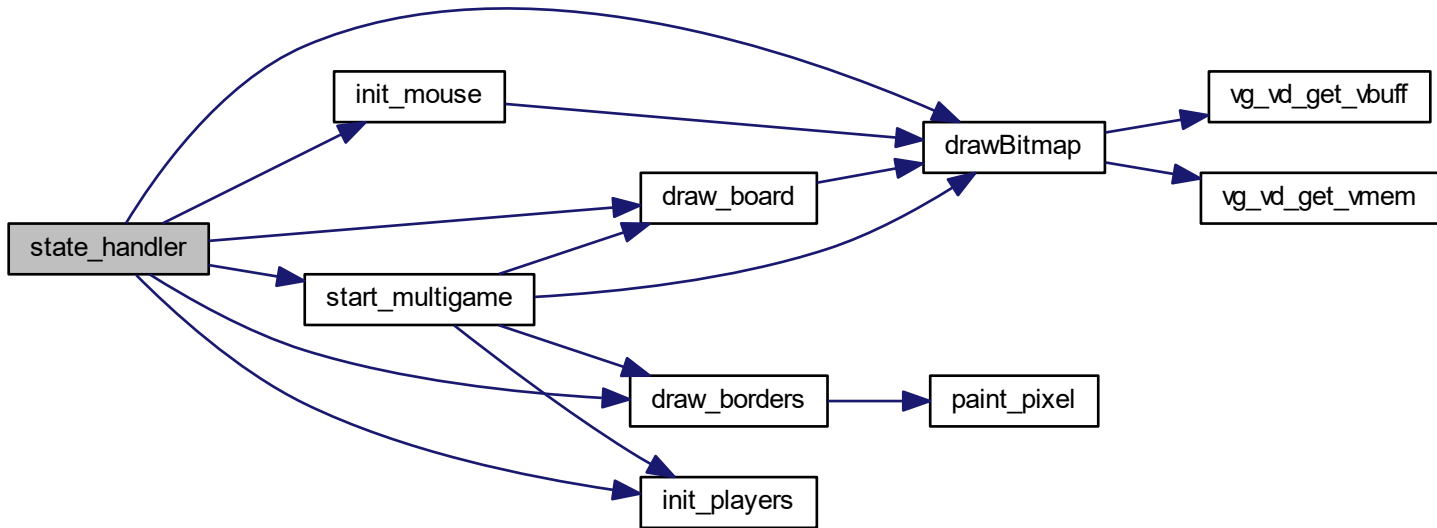 state_handler
init_mouse
start_multigame
draw_board
draw_borders
init_players
drawBitmap
paint_pixel
vg_vd_get_vbuff
vg_vd_get_vmem